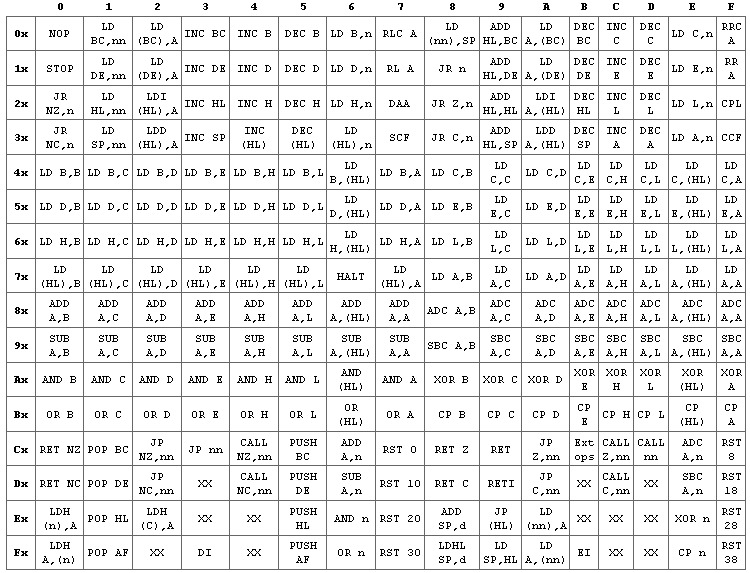 0 1 2 3 4 5 6 7 8 9 A B C D E F
0x NOP LD BC,nn LD (BC),A INC BC INC B DEC B LD B,n RLC A LD (nn),SP ADD HL,BC LD A,(BC) DEC BC INC C DEC C LD C,n RRC A
1x STOP LD DE,nn LD (DE),A INC DE INC D DEC D LD D,n RL A JR n ADD HL,DE LD A,(DE) DEC DE INC E DEC E LD E,n RR A
2x JR NZ,n LD HL,nn LDI (HL),A INC HL INC H DEC H LD H,n DAA JR Z,n ADD HL,HL LDI A,(HL) DEC HL INC L DEC L LD L,n CPL
3x JR NC,n LD SP,nn LDD (HL),A INC SP INC (HL) DEC (HL) LD (HL),n SCF JR C,n ADD HL,SP LDD A,(HL) DEC SP INC A DEC A LD A,n CCF
4x LD B,B LD B,C LD B,D LD B,E LD B,H LD B,L LD B,(HL) LD B,A LD C,B LD C,C LD C,D LD C,E LD C,H LD C,L LD C,(HL) LD C,A
5x LD D,B LD D,C LD D,D LD D,E LD D,H LD D,L LD D,(HL) LD D,A LD E,B LD E,C LD E,D LD E,E LD E,H LD E,L LD E,(HL) LD E,A
6x LD H,B LD H,C LD H,D LD H,E LD H,H LD H,L LD H,(HL) LD H,A LD L,B LD L,C LD L,D LD L,E LD L,H LD L,L LD L,(HL) LD L,A
7x LD (HL),B LD (HL),C LD (HL),D LD (HL),E LD (HL),H LD (HL),L HALT LD (HL),A LD A,B LD A,C LD A,D LD A,E LD A,H LD A,L LD A,(HL) LD A,A
8x ADD A,B ADD A,C ADD A,D ADD A,E ADD A,H ADD A,L ADD A,(HL) ADD A,A ADC A,B ADC A,C ADC A,D ADC A,E ADC A,H ADC A,L ADC A,(HL) ADC A,A
9x SUB A,B SUB A,C SUB A,D SUB A,E SUB A,H SUB A,L SUB A,(HL) SUB A,A SBC A,B SBC A,C SBC A,D SBC A,E SBC A,H SBC A,L SBC A,(HL) SBC A,A
Ax AND B AND C AND D AND E AND H AND L AND (HL) AND A XOR B XOR C XOR D XOR E XOR H XOR L XOR (HL) XOR A
Bx OR B OR C OR D OR E OR H OR L OR (HL) OR A CP B CP C CP D CP E CP H CP L CP (HL) CP A
Cx RET NZ POP BC JP NZ,nn JP nn CALL NZ,nn PUSH BC ADD A,n RST 0 RET Z RET JP Z,nn Ext ops CALL Z,nn CALL nn ADC A,n RST 8
Dx RET NC POP DE JP NC,nn XX CALL NC,nn PUSH DE SUB A,n RST 10 RET C RETI JP C,nn XX CALL C,nn XX SBC A,n RST 18
Ex LDH (n),A POP HL LDH (C),A XX XX PUSH HL AND n RST 20 ADD SP,d JP (HL) LD (nn),A XX XX XX XOR n RST 28
Fx LDH A,(n) POP AF XX DI XX PUSH AF OR n RST 30 LDHL SP,d LD SP,HL LD A,(nn) EI XX XX CP n RST 38